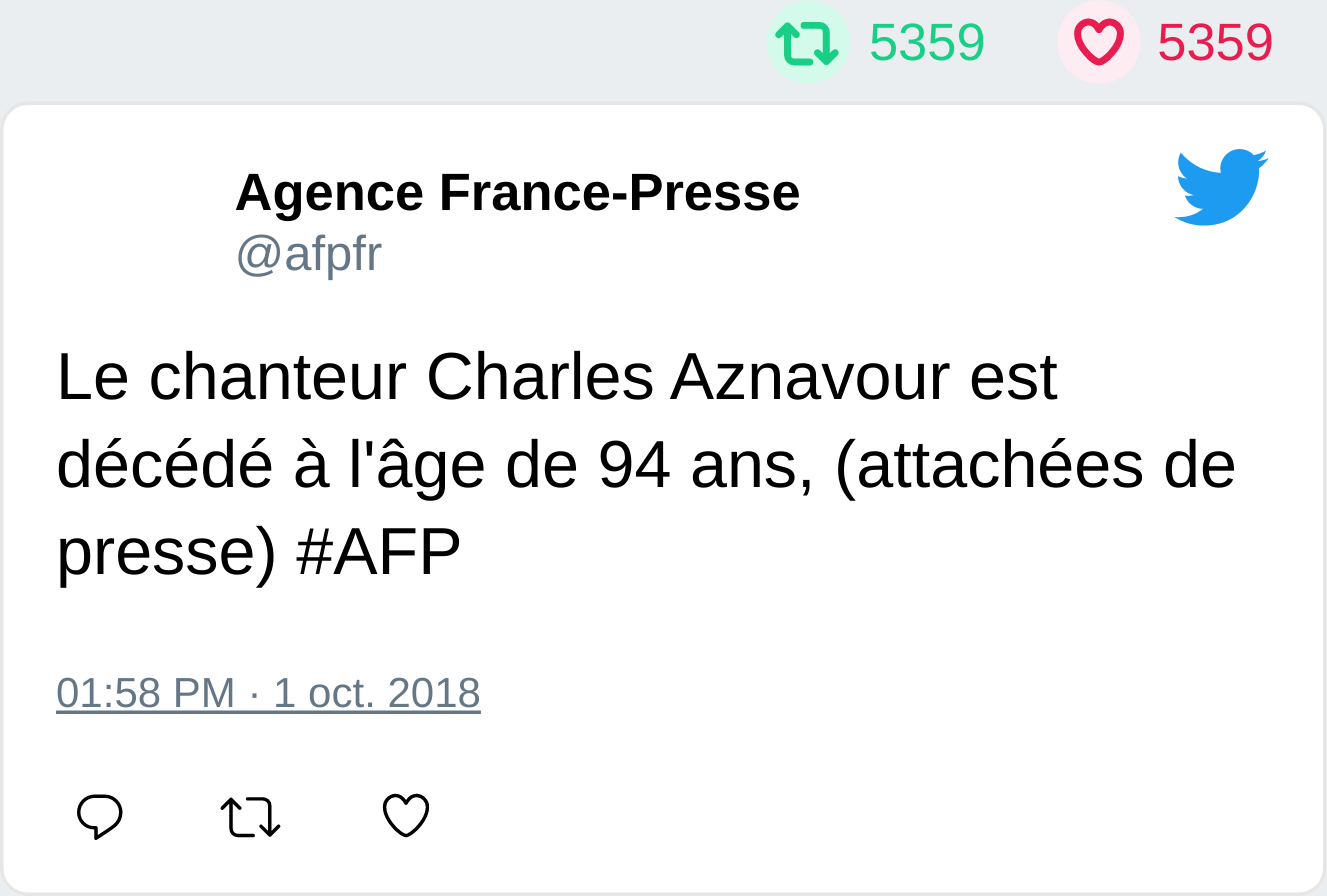 5359 5359
Agence France-Presse
@afpfr
Le chanteur Charles Aznavour est
décédé à l'âge de 94 ans, (attachées de
presse) #AFP
01:58 PM · 1 oct. 2018